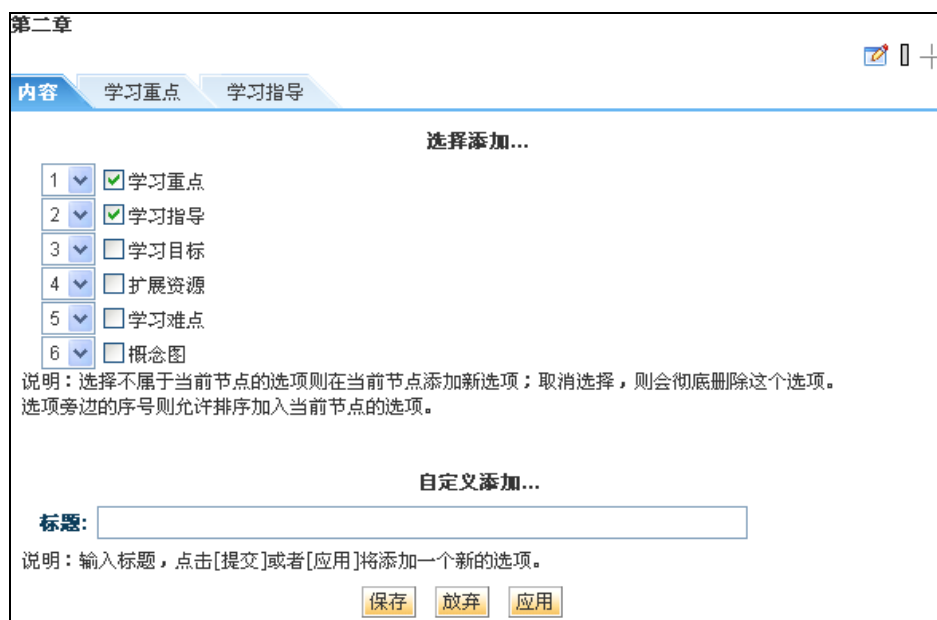 第二章
内容 学习重点 学习指导
选择添加...
1 学习重点
2 学习指导
3 学习目标
4 扩展资源
5 学习难点
6 概念图
说明：选择不属于当前节点的选项则在当前节点添加新选项；取消选择，则会彻底删除这个选项。
选项旁边的序号则允许排序加入当前节点的选项。
自定义添加...
标题:
说明：输入标题，点击[提交]或者[应用]将添加一个新的选项。
保存 放弃 应用